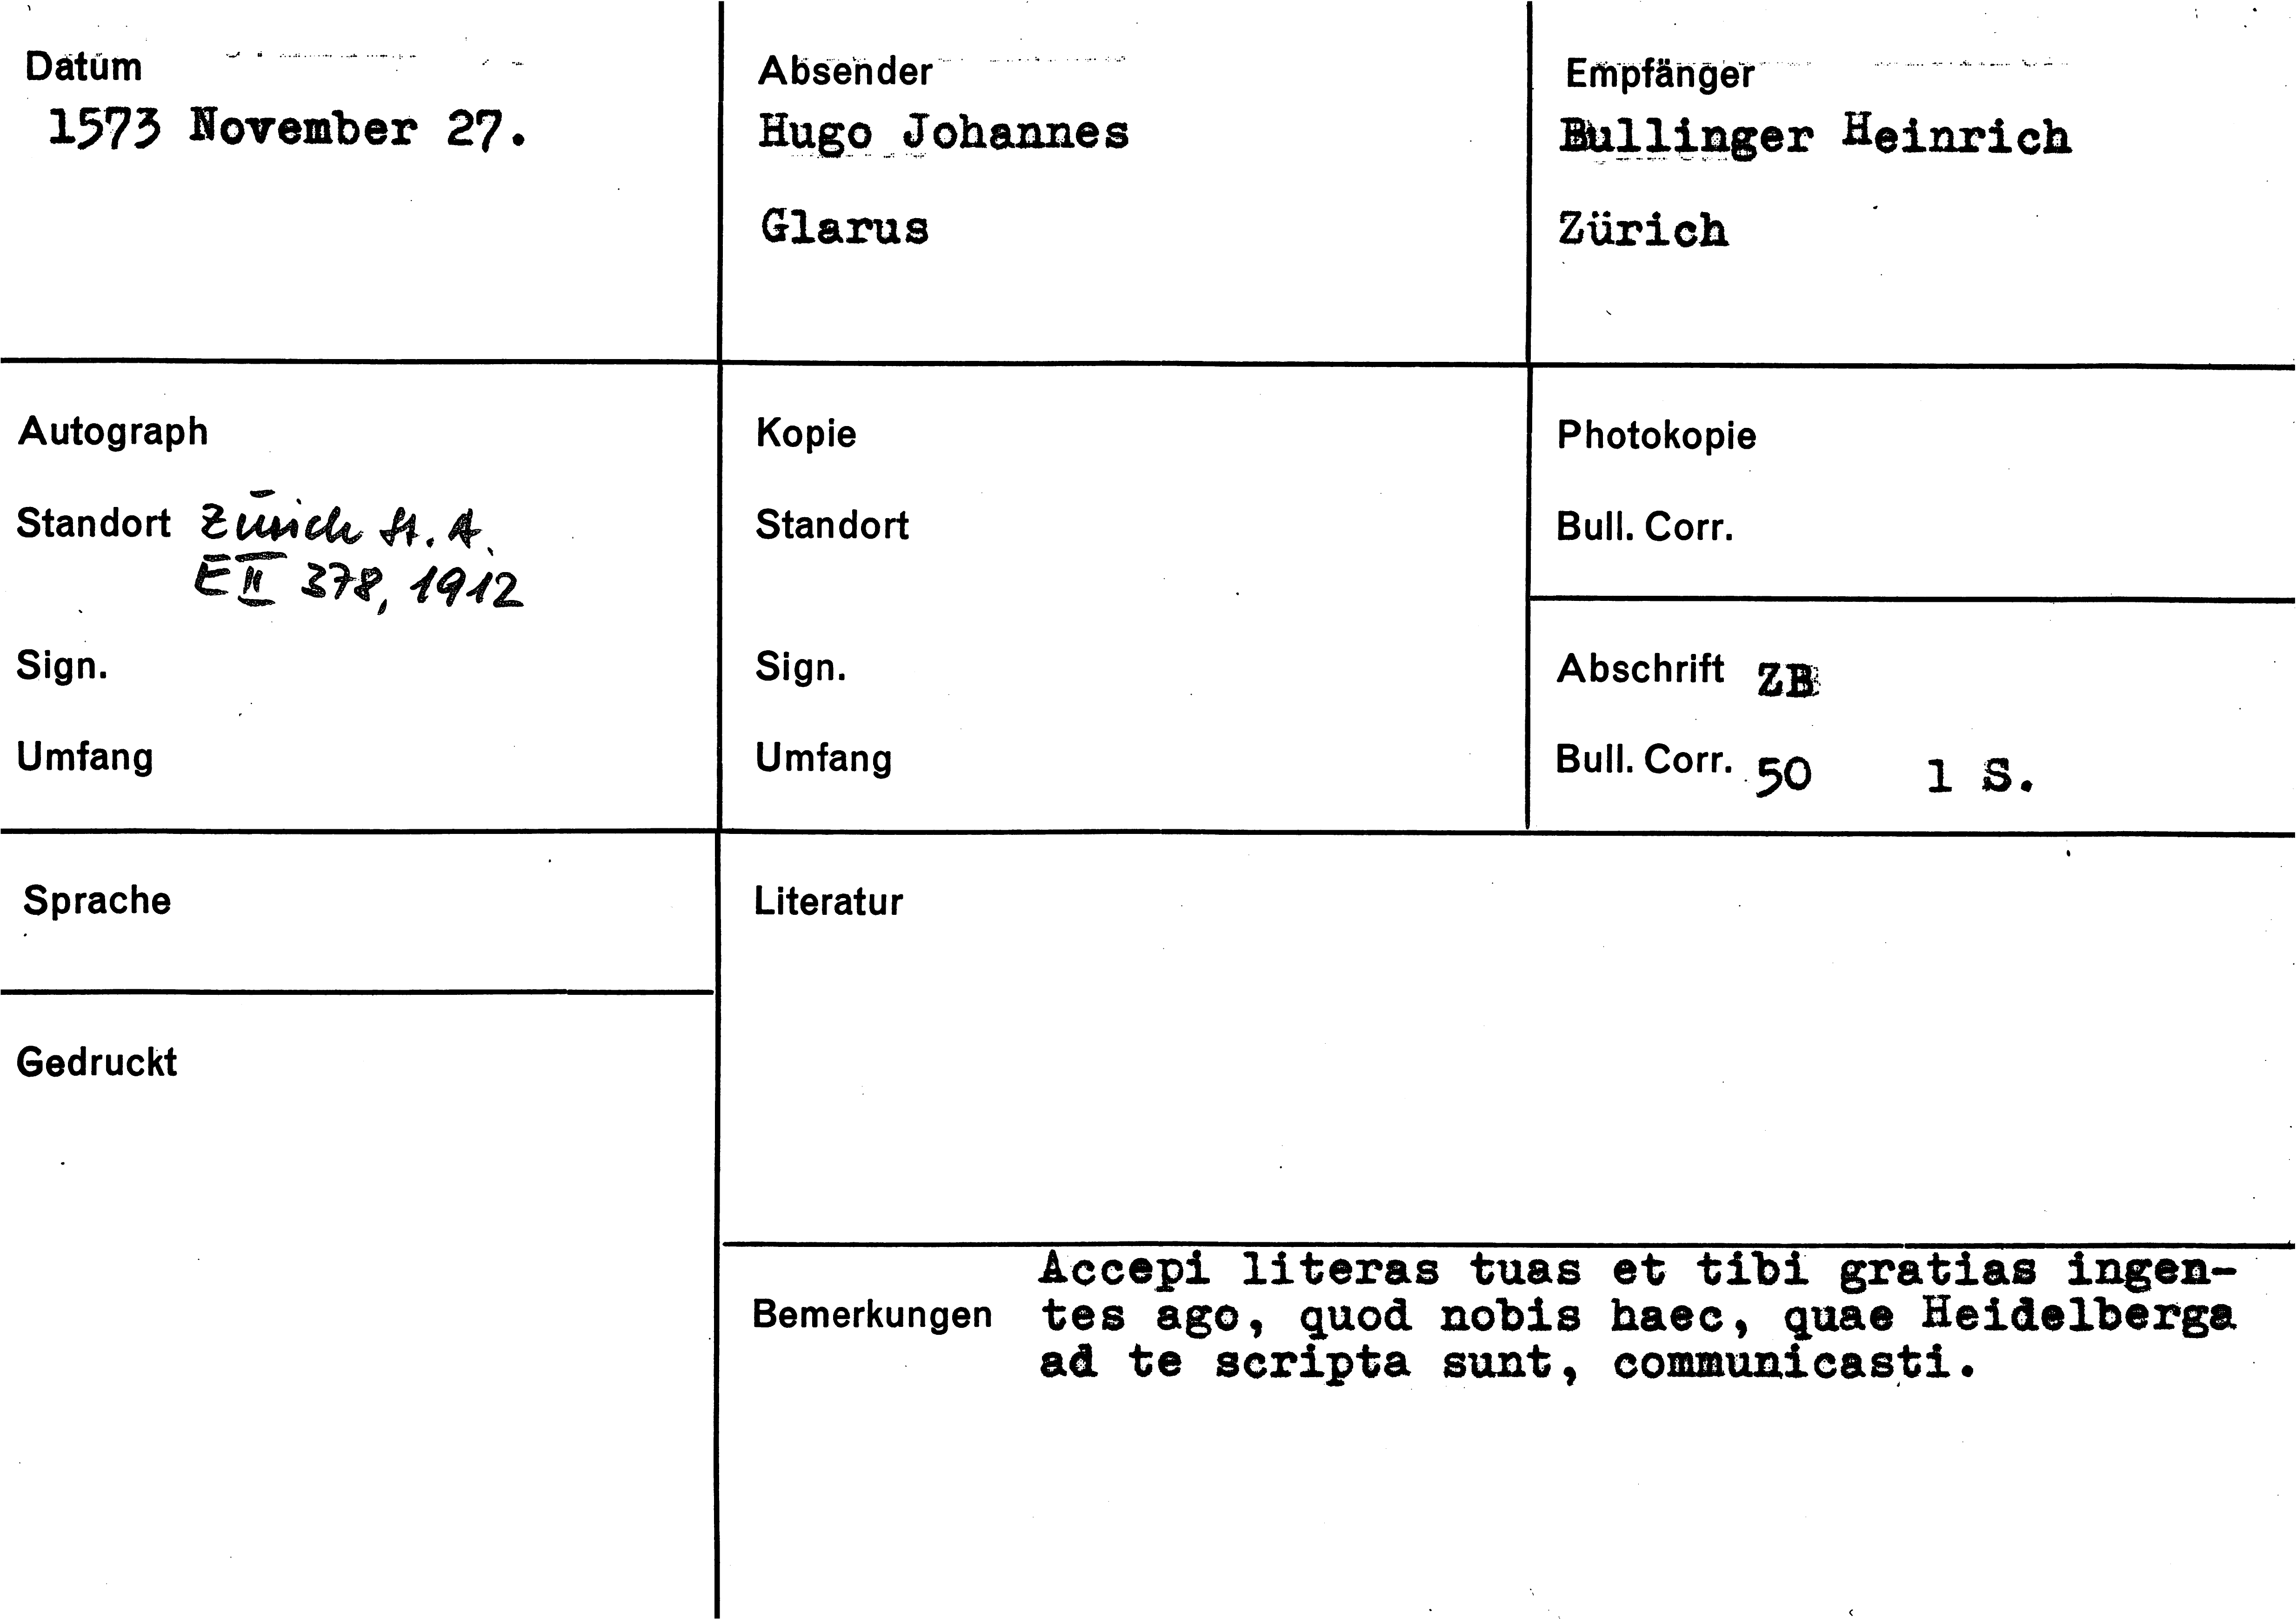 Datum
1573 November 27.
Absender
Hugo Johannes
Glarus
Empfänger
Bullinger Heinrich
Zürich
Autograph
Standort Zürich St. A.
E II 378, 1912
Sign.
Umfang
Kopie
Standort
Sign.
Umfang
Photokopie
Bull. Corr.
Abschrift ZB
Bull. Corr. 50 1 S.
Sprache
Gedruckt
Literatur
Bemerkungen
Accepi literas tuas et tibi gratias ingen-
tes ago, quod nobis haec, quae Heidelberga
ad te scripta sunt, communicasti.